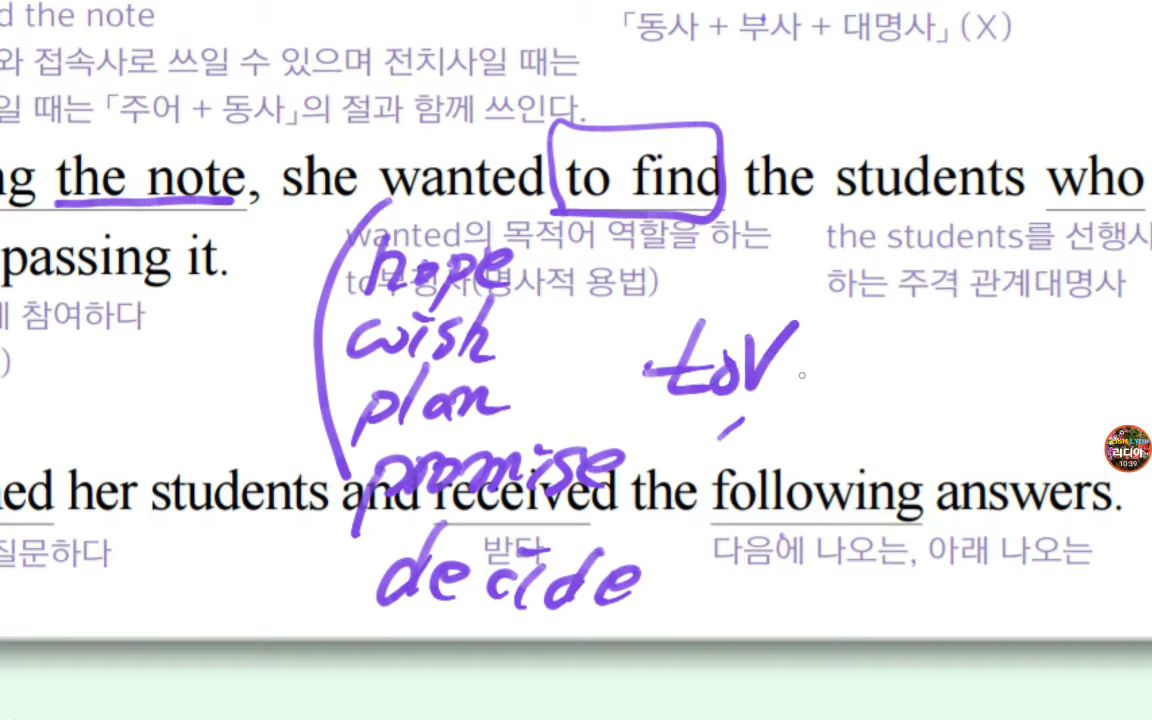 d the note
「동사 + 부사 + 대명사」(X)
와 접속사로 쓰일 수 있으며 전치사일 때는
일 때는 「주어 + 동사」의 절과 함께 쓰인다.
ng the note, she wanted to find the students who
wanted의 목적어 역할을 하는
the students를 선행사
to부정사(명사적 용법)
하는 주격 관계대명사
passing it.
에 참여하다
)
hope
wish
plan
promise
decide
toV
ned her students and received the following answers.
질문하다
받다
다음에 나오는, 아래 나오는
리디아
10:39